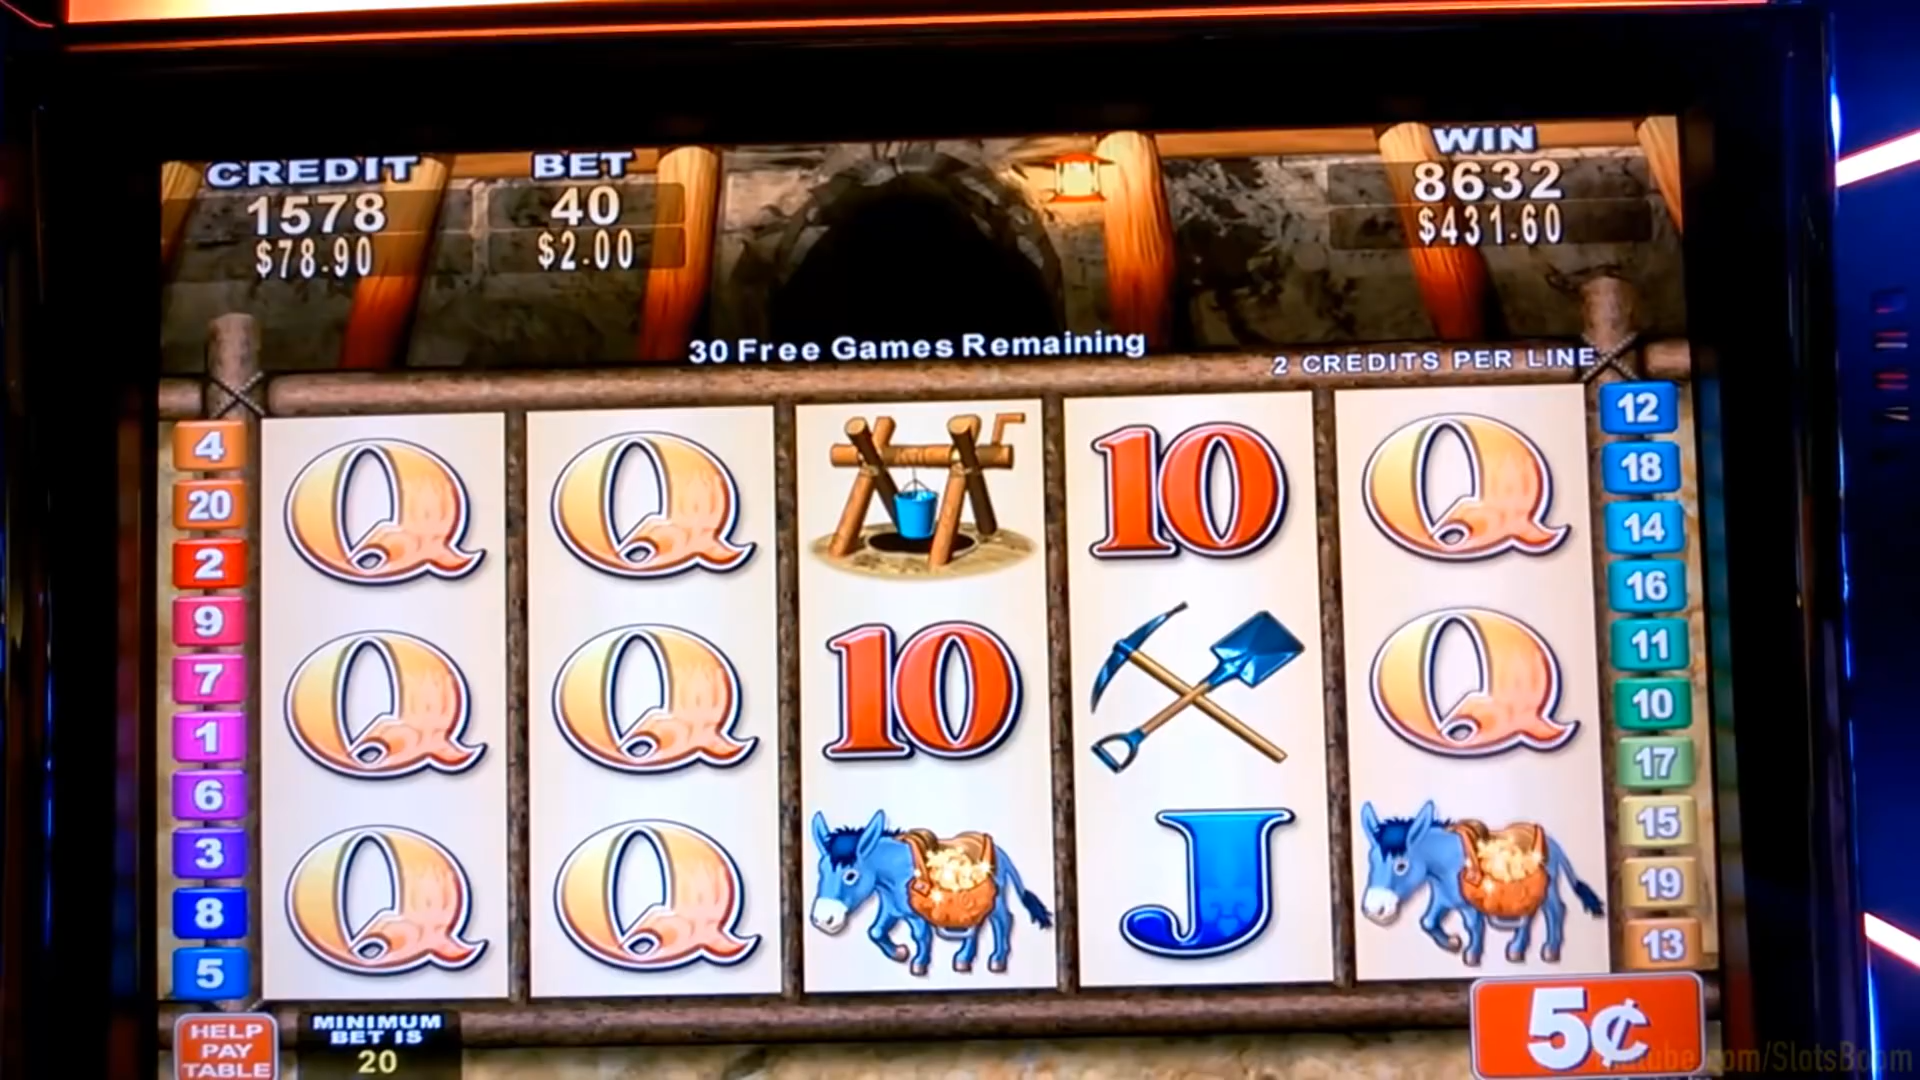 CREDIT
1578
$78.90
BET
40
$2.00
WIN
8632
$431.60
30 Free Games Remaining
2 CREDITS PER LINE
4
20
2
9
7
1
6
3
8
5
Q Q 10 Q
Q Q 10 Q
Q Q J
12
18
14
16
11
10
17
15
19
13
HELP
PAY
TABLE
MINIMUM
BET IS
20
5¢
tube.com/SlotsBoom